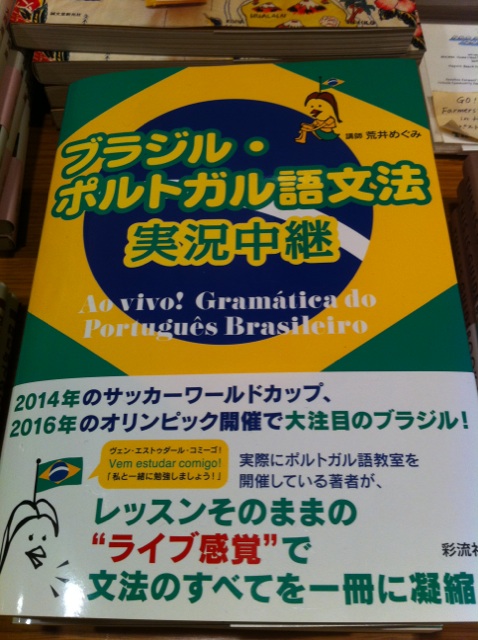 講師 荒井めぐみ
ブラジル・
ポルトガル語文法
実況中継
Ao vivo! Gramática do
Português Brasileiro
2014年のサッカーワールドカップ、
2016年のオリンピック開催で大注目のブラジル!
ヴェン・エストゥダール・コミーゴ!
Vem estudar comigo!
「私と一緒に勉強しましょう!」
実際にポルトガル語教室を
開催している著者が、
レッスンそのままの
“ライブ感覚”で
文法のすべてを一冊に凝縮
彩流社
GO!